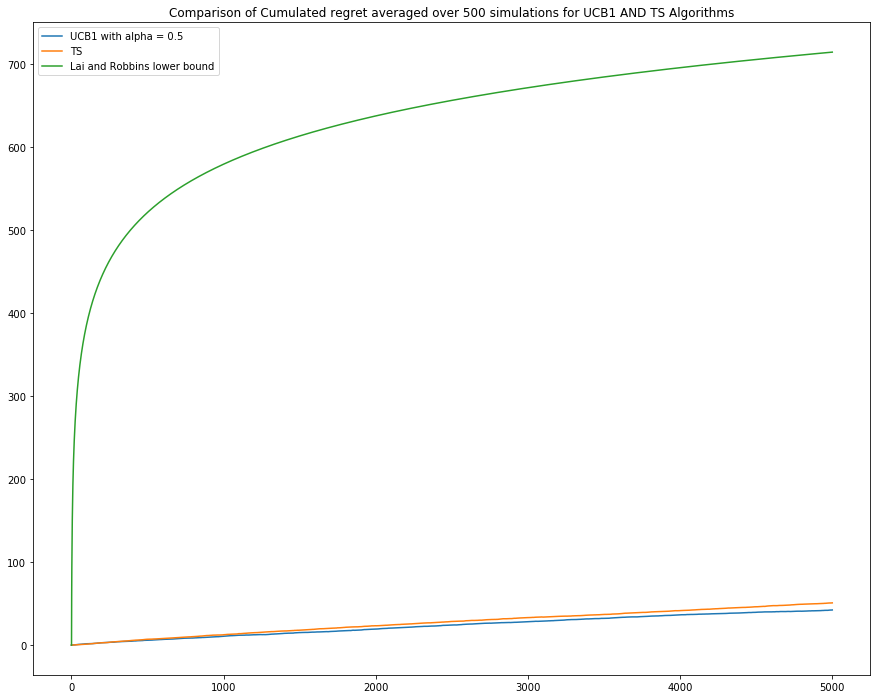 Comparison of Cumulated regret averaged over 500 simulations for UCB1 AND TS Algorithms
UCB1 with alpha = 0.5
TS
Lai and Robbins lower bound
700
600
500
400
300
200
100
0
0 1000 2000 3000 4000 5000